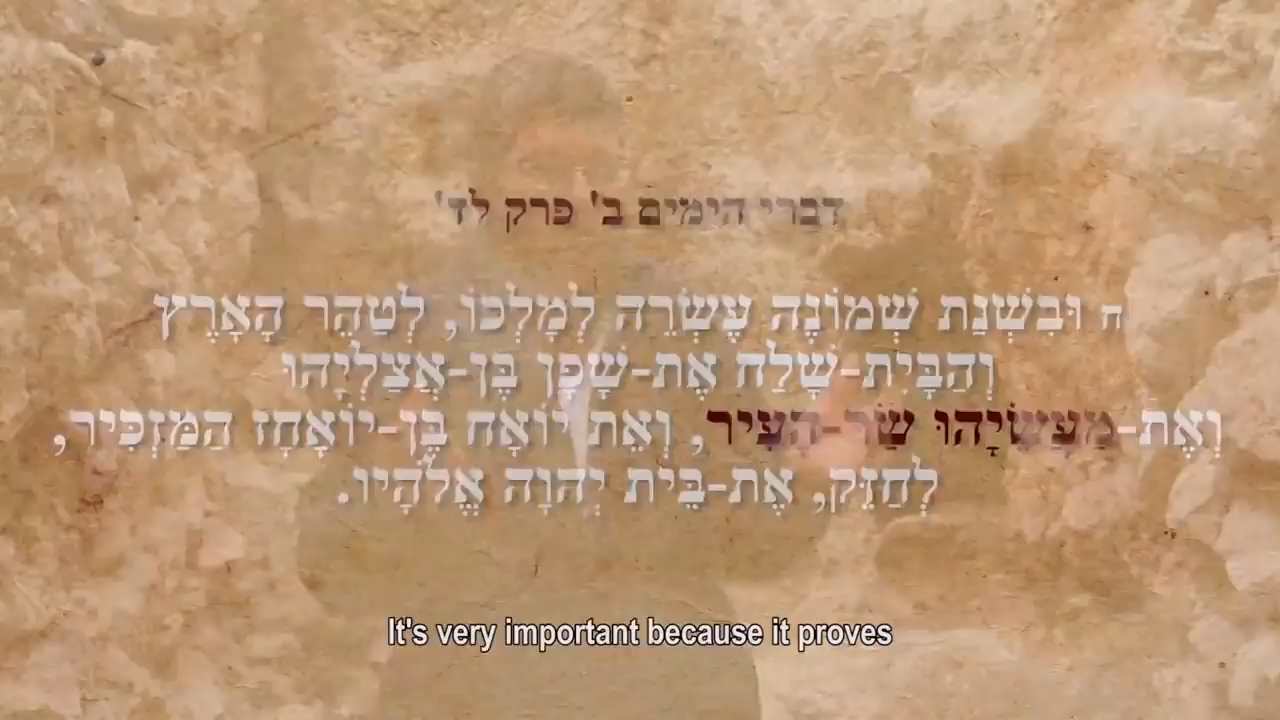 דברי הימים ב' פרק לד'
ח וּבִשְׁנַת שְׁמוֹנֶה עֶשְׂרֵה לְמָלְכוֹ, לְטַהֵר הָאָרֶץ
וְהַבָּיִת-שָׁלַח אֶת-שָׁפָן בֶּן-אֲצַלְיָהוּ
וְאֶת-מַעֲשֵׂיָהוּ שַׂר-הָעִיר, וְאֵת יוֹאָח בֶּן-יוֹאָחָז הַמַּזְכִּיר,
לְחַזֵּק, אֶת-בֵּית יְהוָה אֱלֹהָיו.
It's very important because it proves